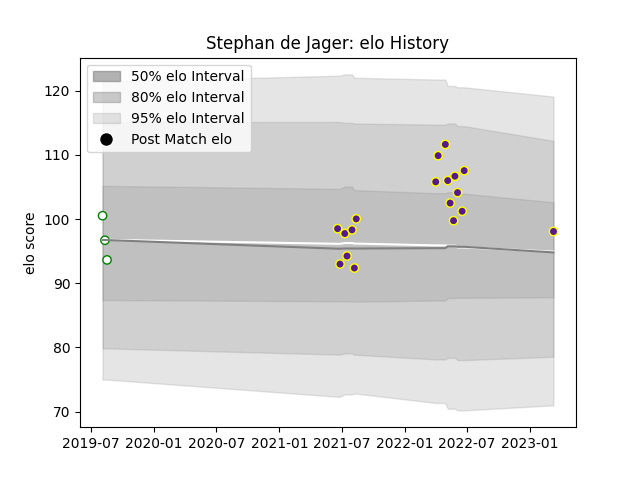 Stephan de Jager: elo History
50% elo Interval
80% elo Interval
95% elo Interval
Post Match elo
elo score
120
110
100
90
80
70
2019-07 2020-01 2020-07 2021-01 2021-07 2022-01 2022-07 2023-01